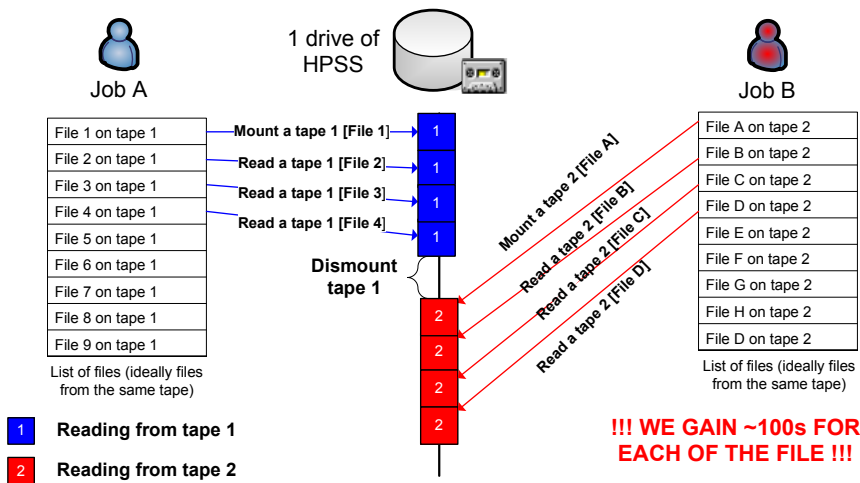 1 drive of
HPSS
Job A
Job B
File 1 on tape 1
File 2 on tape 1
File 3 on tape 1
File 4 on tape 1
File 5 on tape 1
File 6 on tape 1
File 7 on tape 1
File 8 on tape 1
File 9 on tape 1
List of files (ideally files
from the same tape)
Mount a tape 1 [File 1]
Read a tape 1 [File 2]
Read a tape 1 [File 3]
Read a tape 1 [File 4]
1
1
1
1
Dismount
tape 1
2
2
2
2
Mount a tape 2 [File A]
Read a tape 2 [File B]
Read a tape 2 [File C]
Read a tape 2 [File D]
File A on tape 2
File B on tape 2
File C on tape 2
File D on tape 2
File E on tape 2
File F on tape 2
File G on tape 2
File H on tape 2
File D on tape 2
List of files (ideally files
from the same tape)
1 Reading from tape 1
2 Reading from tape 2
!!! WE GAIN ~100s FOR
EACH OF THE FILE !!!